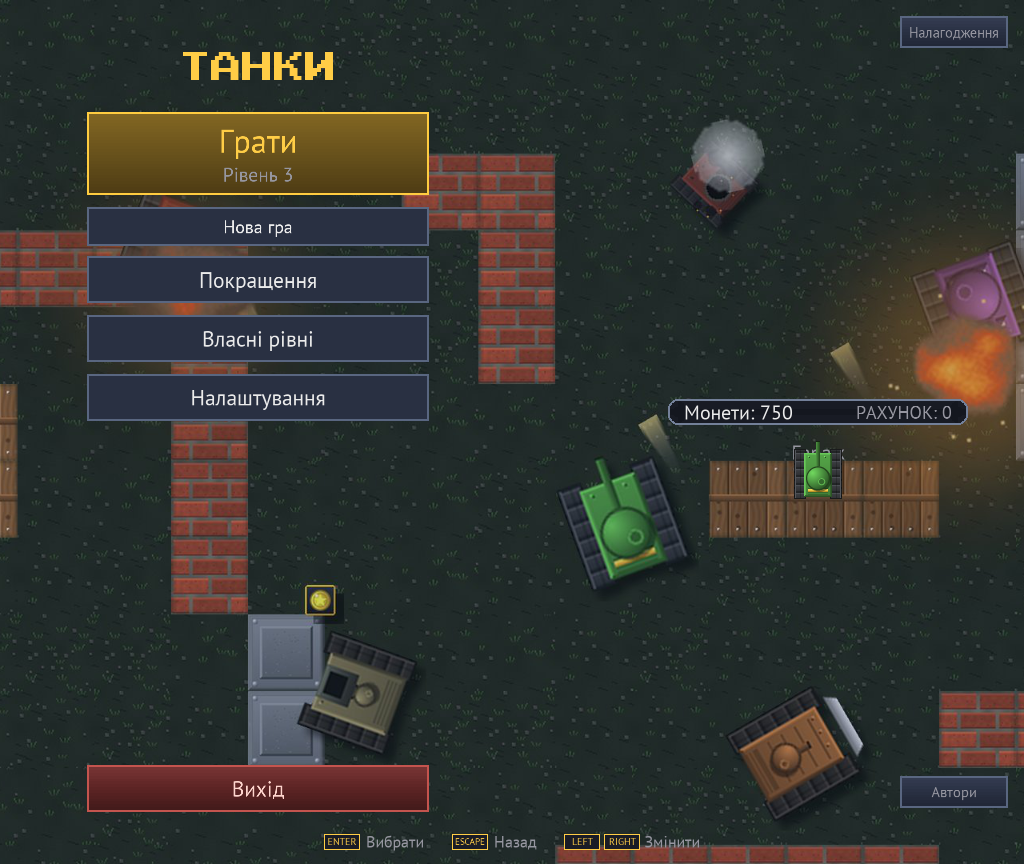 Налагодження
ТАНКИ
Грати
Рівень 3
Нова гра
Покращення
Власні рівні
Налаштування
Монети: 750 РАХУНОК: 0
Вихід
Автори
ENTER Вибрати ESCAPE Назад LEFT RIGHT Змінити